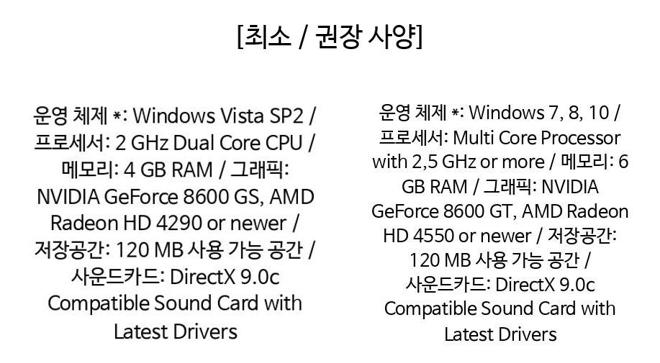 [최소 / 권장 사양]
운영 체제 *: Windows Vista SP2 /
프로세서: 2 GHz Dual Core CPU /
메모리: 4 GB RAM / 그래픽:
NVIDIA GeForce 8600 GS, AMD
Radeon HD 4290 or newer /
저장공간: 120 MB 사용 가능 공간 /
사운드카드: DirectX 9.0c
Compatible Sound Card with
Latest Drivers
운영 체제 *: Windows 7, 8, 10 /
프로세서: Multi Core Processor
with 2,5 GHz or more / 메모리: 6
GB RAM / 그래픽: NVIDIA
GeForce 8600 GT, AMD Radeon
HD 4550 or newer / 저장공간:
120 MB 사용 가능 공간 /
사운드카드: DirectX 9.0c
Compatible Sound Card with
Latest Drivers